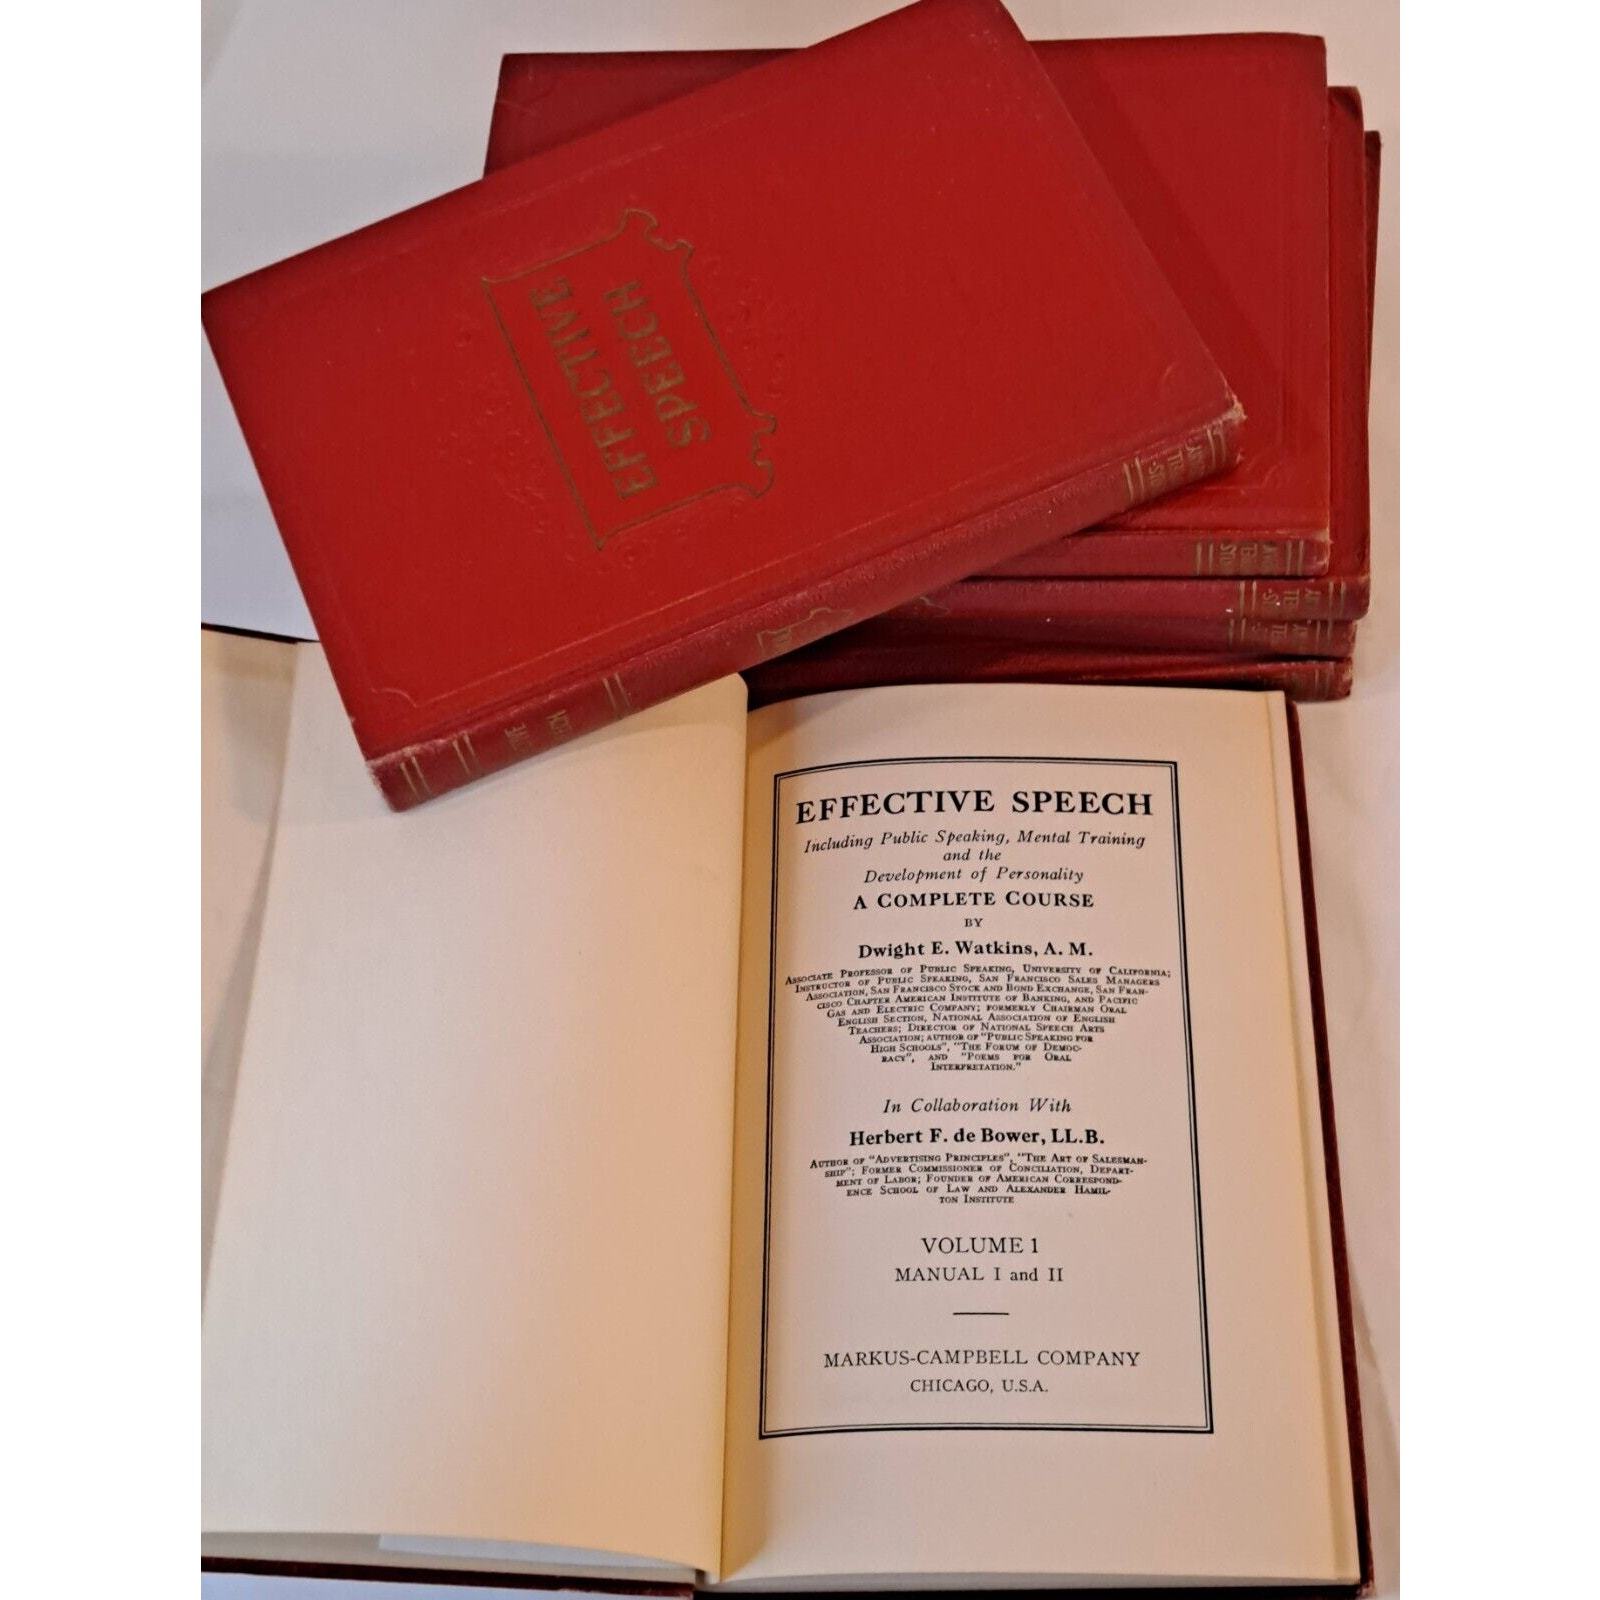 EFFECTIVE
SPEECH
EFFECTIVE SPEECH
Including Public Speaking, Mental Training
and the
Development of Personality
A COMPLETE COURSE
BY
Dwight E. Watkins, A. M.
ASSOCIATE PROFESSOR OF PUBLIC SPEAKING, UNIVERSITY OF CALIFORNIA;
INSTRUCTOR OF PUBLIC SPEAKING, SAN FRANCISCO SALES MANAGERS
ASSOCIATION, SAN FRANCISCO STOCK AND BOND EXCHANGE, SAN FRAN-
CISCO CHAPTER AMERICAN INSTITUTE OF BANKING, AND PACIFIC
GAS AND ELECTRIC COMPANY; FORMERLY CHAIRMAN ORAL
ENGLISH SECTION, NATIONAL ASSOCIATION OF ENGLISH
TEACHERS; DIRECTOR OF NATIONAL SPEECH ARTS
ASSOCIATION; AUTHOR OF "PUBLIC SPEAKING FOR
HIGH SCHOOLS", "THE FORUM OF DEMOC-
RACY", AND "POEMS FOR ORAL
INTERPRETATION."
In Collaboration With
Herbert F. de Bower, LL.B.
AUTHOR OF "ADVERTISING PRINCIPLES", "THE ART OF SALESMAN-
SHIP"; FORMER COMMISSIONER OF CONCILIATION, DEPART-
MENT OF LABOR; FOUNDER OF AMERICAN CORRESPOND-
ENCE SCHOOL OF LAW AND ALEXANDER HAMIL-
TON INSTITUTE
VOLUME 1
MANUAL I and II
MARKUS-CAMPBELL COMPANY
CHICAGO, U.S.A.